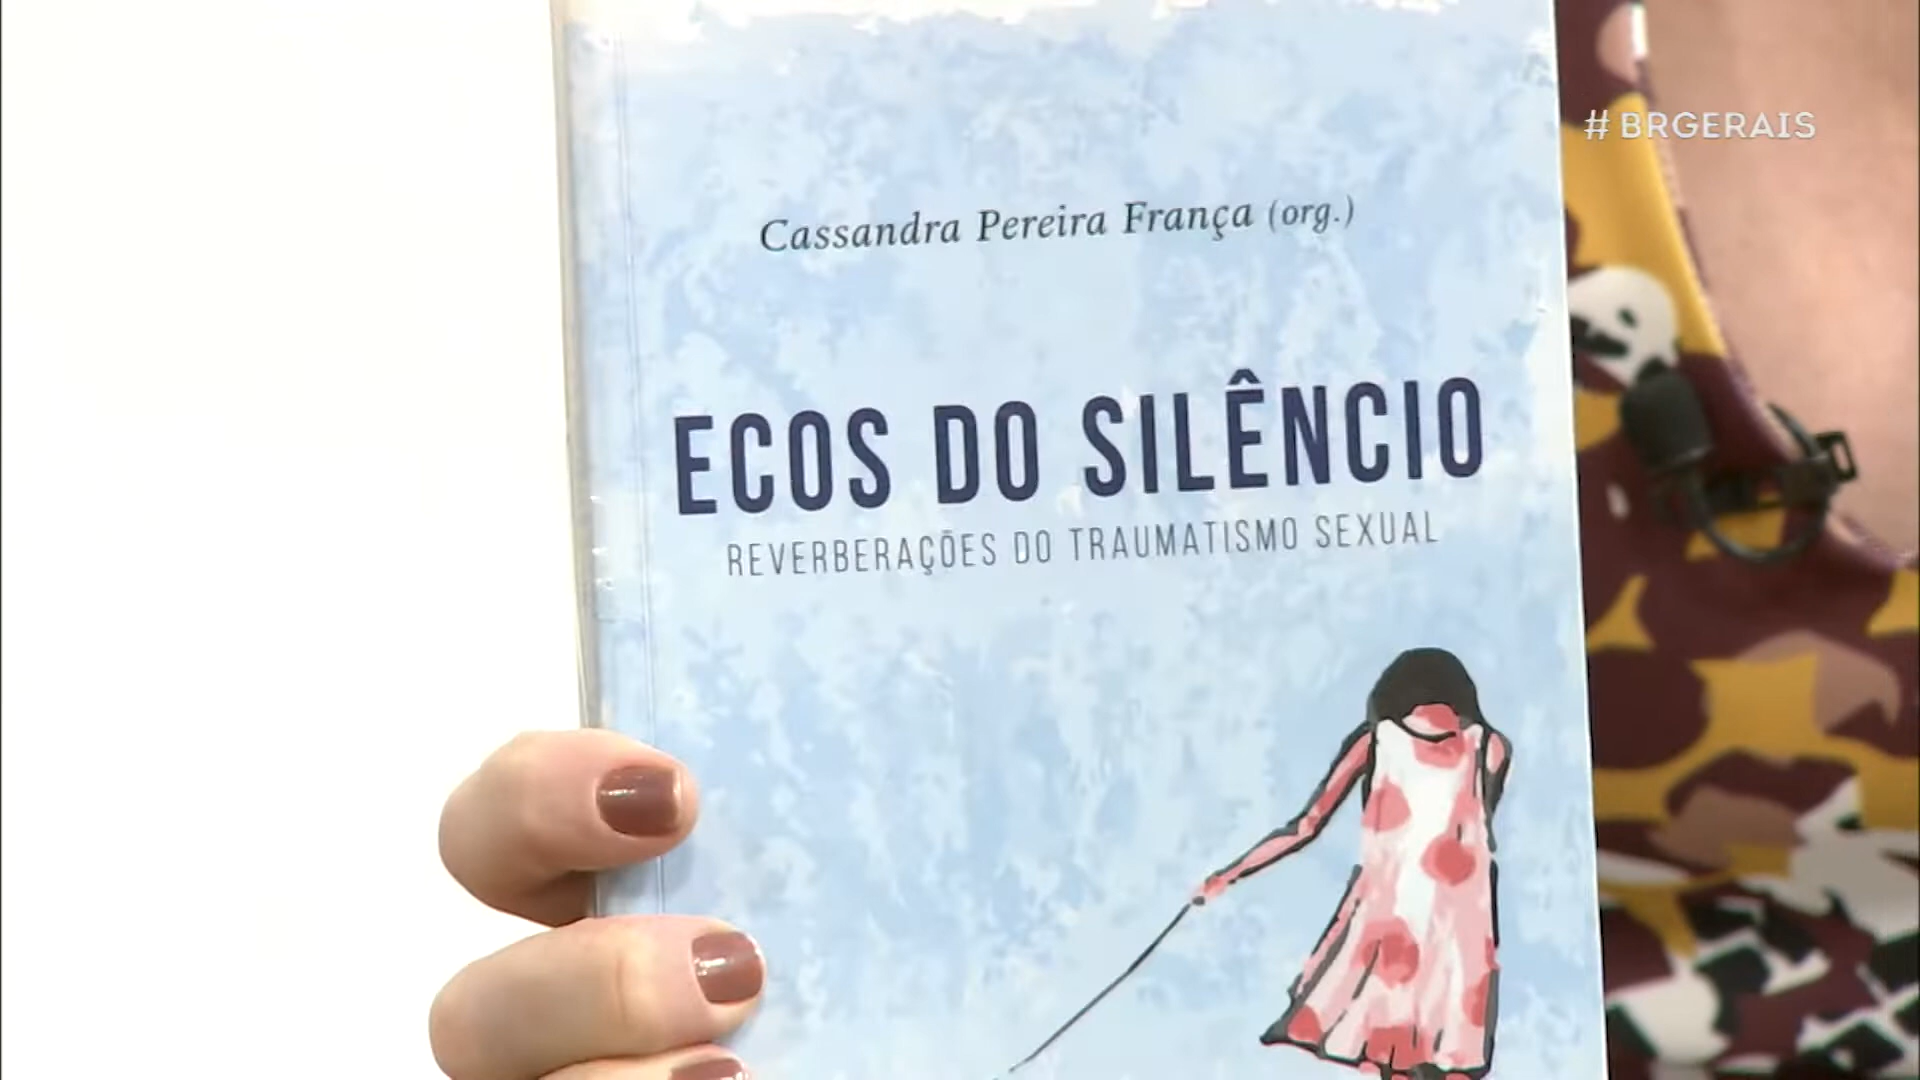 # BRGERAIS
Cassandra Pereira França (org.)
ECOS DO SILÊNCIO
REVERBERAÇÕES DO TRAUMATISMO SEXUAL